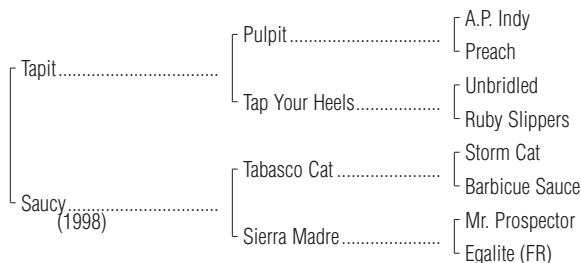 A.P. Indy
Pulpit........................................
Preach
Tapit...........................................
Unbridled
Tap Your Heels......................
Ruby Slippers
Storm Cat
Tabasco Cat...........................
Barbicue Sauce
Saucy.........................................
(1998)
Mr. Prospector
Sierra Madre..........................
Egalite (FR)